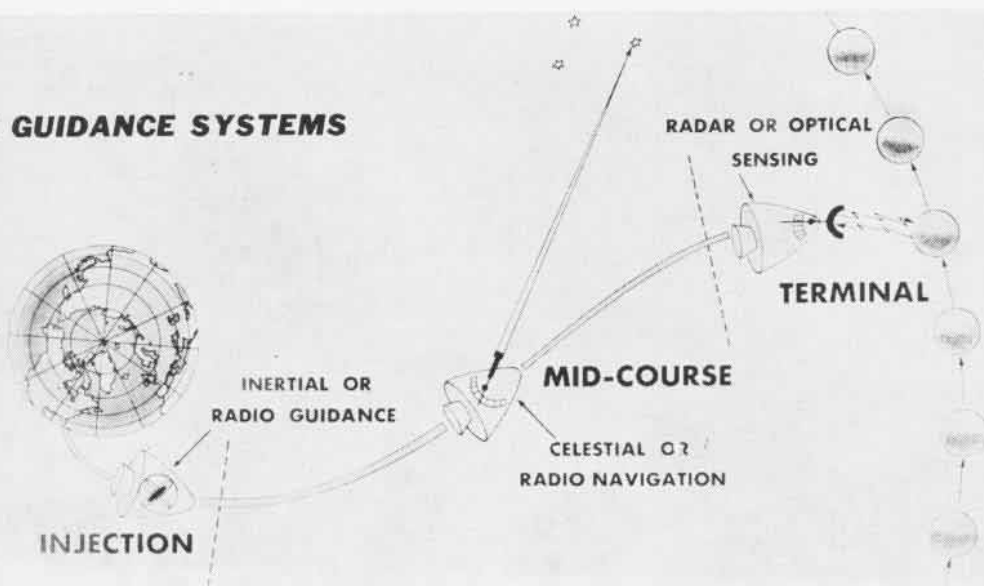 GUIDANCE SYSTEMS
RADAR OR OPTICAL
SENSING
TERMINAL
INERTIAL OR
RADIO GUIDANCE
MID-COURSE
CELESTIAL OR
RADIO NAVIGATION
INJECTION